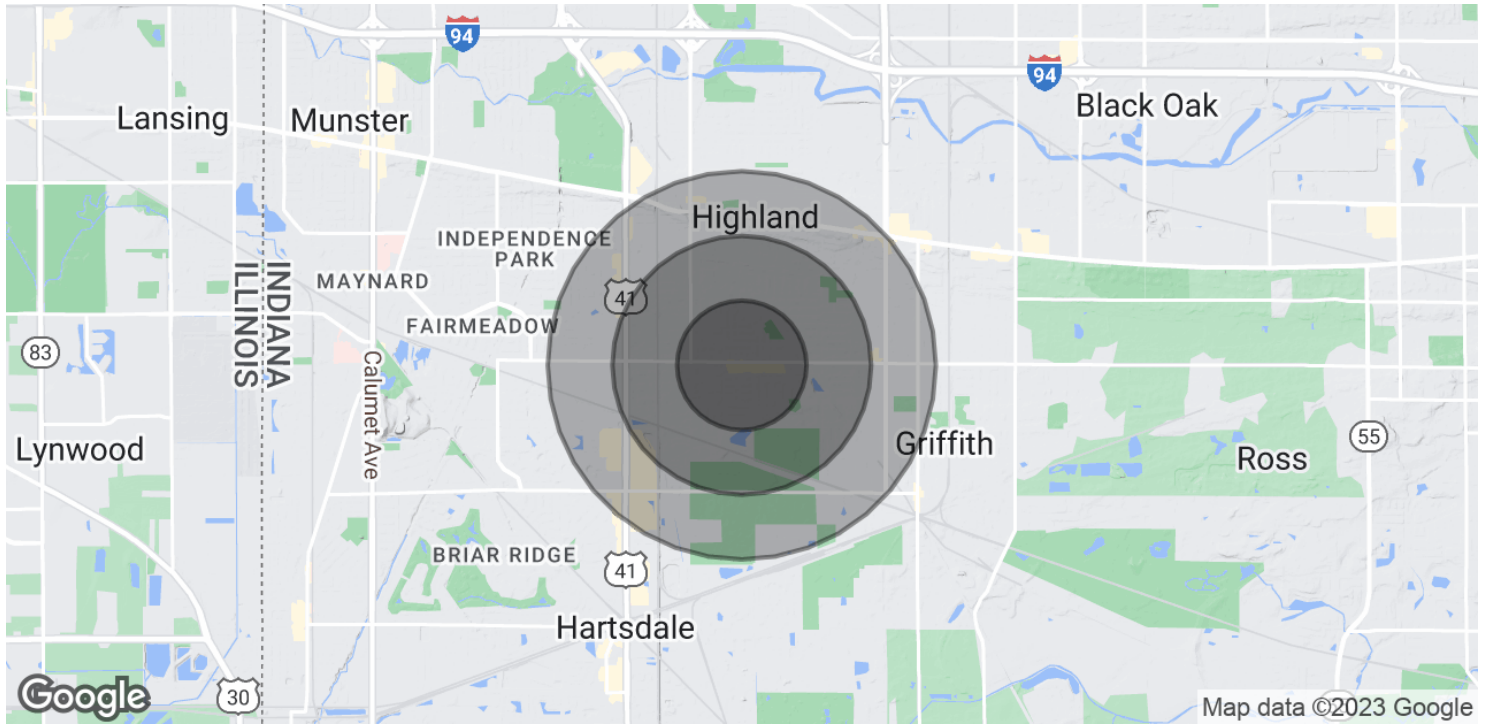 94
94
Black Oak
Lansing
Munster
Highland
INDEPENDENCE
PARK
MAYNARD
41
INDIANA
ILLINOIS
FAIRMEADOW
83
Calumet Ave
Lynwood
Griffith
55
Ross
BRIAR RIDGE
41
Hartsdale
Google
30
Map data ©2023 Google